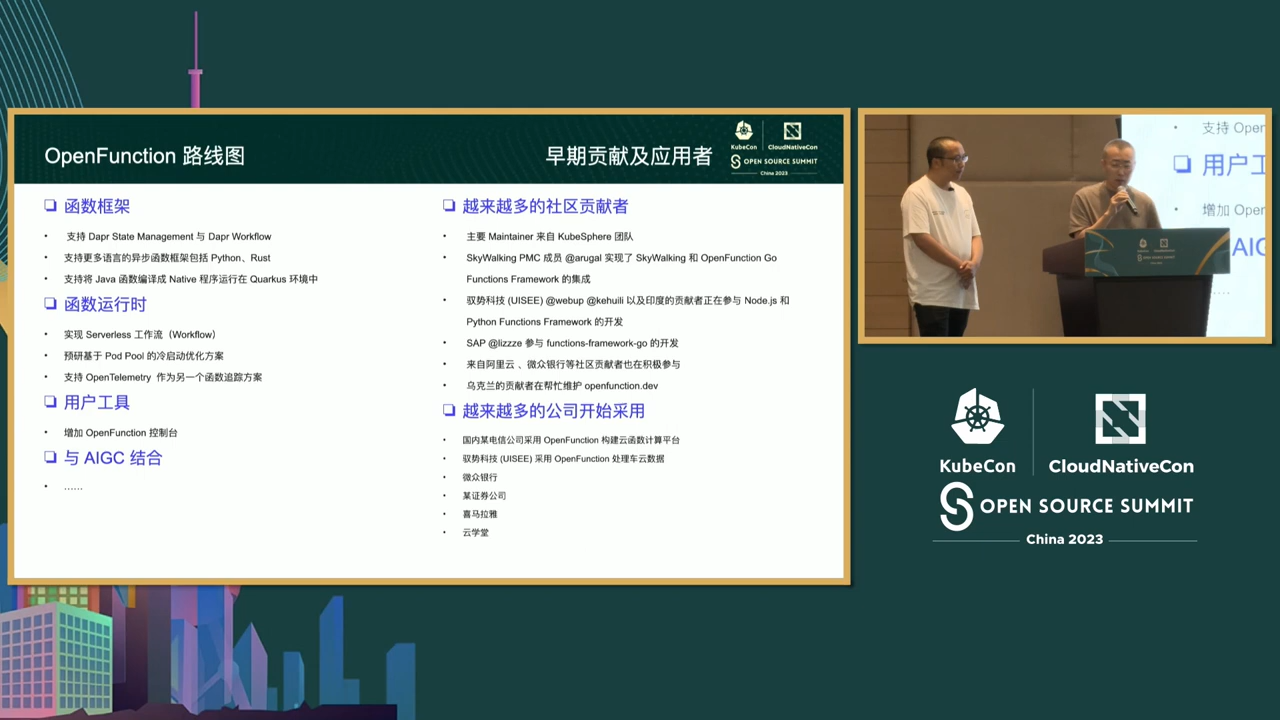 OpenFunction 路线图
早期贡献及应用者
KubeCon
CloudNativeCon
OPEN SOURCE SUMMIT
China 2023
函数框架
支持 Dapr State Management 与 Dapr Workflow
支持更多语言的异步函数框架包括 Python、Rust
支持将 Java 函数编译成 Native 程序运行在 Quarkus 环境中
函数运行时
实现 Serverless 工作流（Workflow）
预研基于 Pod Pool 的冷启动优化方案
支持 OpenTelemetry 作为另一个函数追踪方案
用户工具
增加 OpenFunction 控制台
与 AIGC 结合
......
越来越多的社区贡献者
主要 Maintainer 来自 KubeSphere 团队
SkyWalking PMC 成员 @arugal 实现了 SkyWalking 和 OpenFunction Go
Functions Framework 的集成
驭势科技 (UISEE) @webup @kehuili 以及印度的贡献者正在参与 Node.js 和
Python Functions Framework 的开发
SAP @lizzze 参与 functions-framework-go 的开发
来自阿里云 、微众银行等社区贡献者也在积极参与
乌克兰的贡献者在帮忙维护 openfunction.dev
越来越多的公司开始采用
国内某电信公司采用 OpenFunction 构建云函数计算平台
驭势科技 (UISEE) 采用 OpenFunction 处理车云数据
微众银行
某证券公司
喜马拉雅
云学堂
支持 Oper
用户工
增加 Oper
AIG
KubeCon
CloudNativeCon
OPEN SOURCE SUMMIT
China 2023